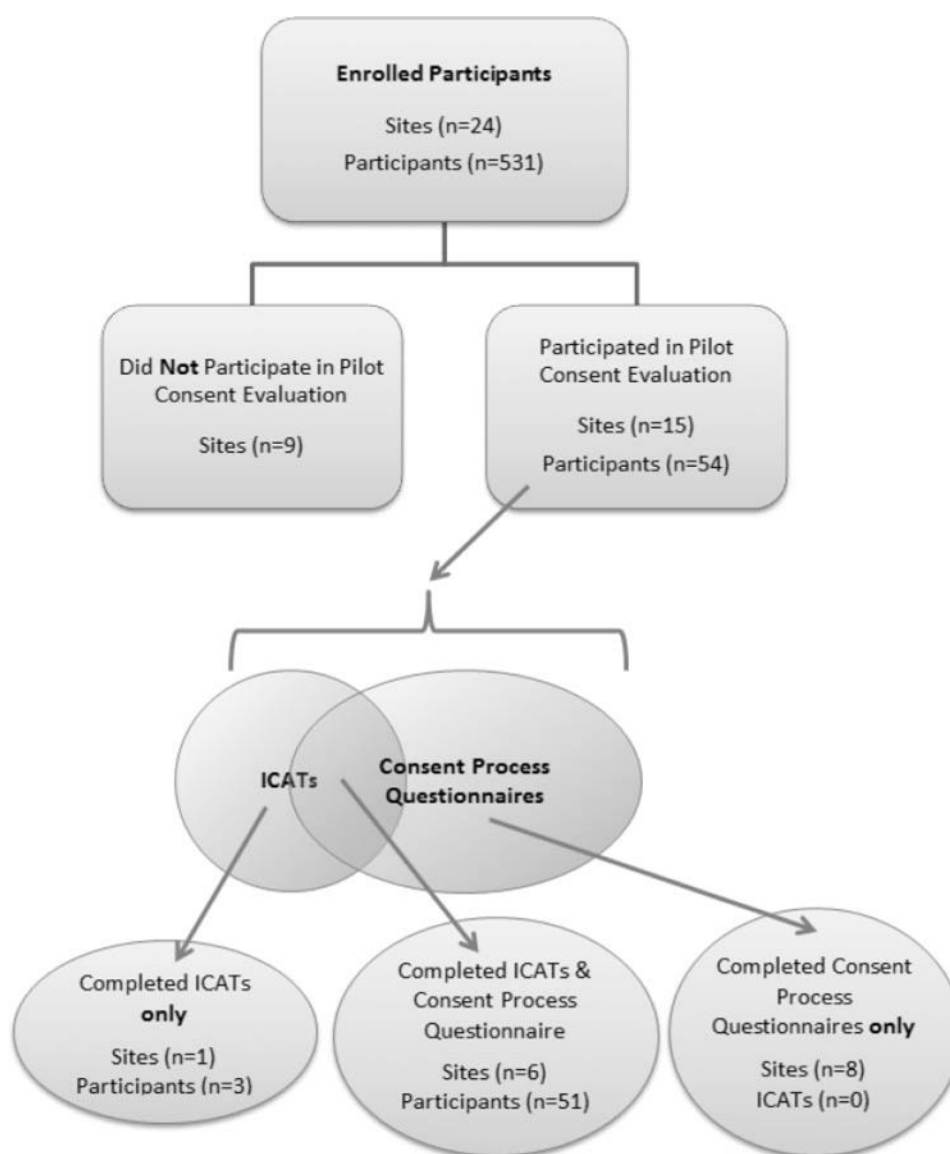 Enrolled Participants
Sites (n=24)
Participants (n=531)
Did Not Participate in Pilot
Consent Evaluation
Sites (n=9)
Participated in Pilot
Consent Evaluation
Sites (n=15)
Participants (n=54)
ICATs
Consent Process
Questionnaires
Completed ICATs
only
Sites (n=1)
Participants (n=3)
Completed ICATs &
Consent Process
Questionnaire
Sites (n=6)
Participants (n=51)
Completed Consent
Process
Questionnaires only
Sites (n=8)
ICATs (n=0)